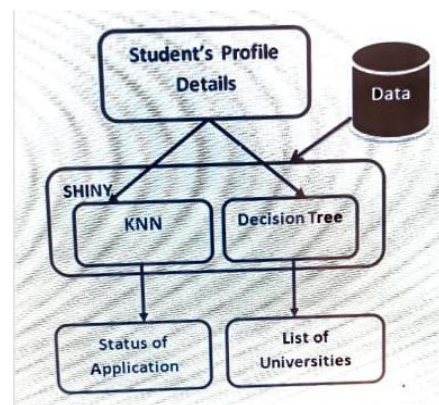 Student's Profile
Details
Data
SHINY
KNN
Decision Tree
Status of
Application
List of
Universities